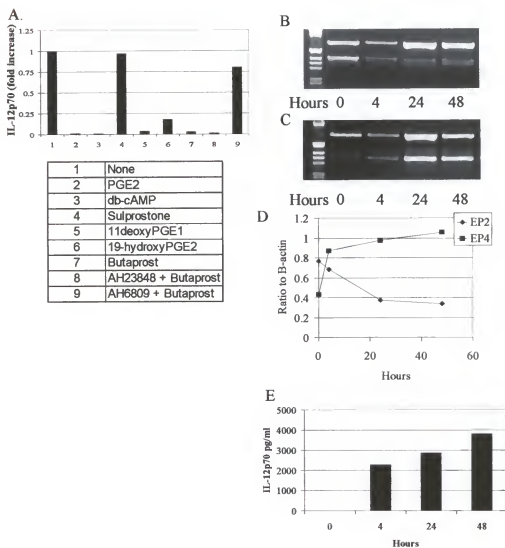 A.
IL-12p70 (fold increase)
1.25
1
0.75
0.5
0.25
0
1 2 3 4 5 6 7 8 9
1 None
2 PGE2
3 db-cAMP
4 Sulprostone
5 11deoxyPGE1
6 19-hydroxyPGE2
7 Butaprost
8 AH23848 + Butaprost
9 AH6809 + Butaprost
B
Hours 0 4 24 48
C
Hours 0 4 24 48
D
EP2
EP4
Ratio to B-actin
1.2
1
0.8
0.6
0.4
0.2
0
0 20 40 60
Hours
E
IL-12p70 pg/ml
5000
4000
3000
2000
1000
0
0 4 24 48
Hours